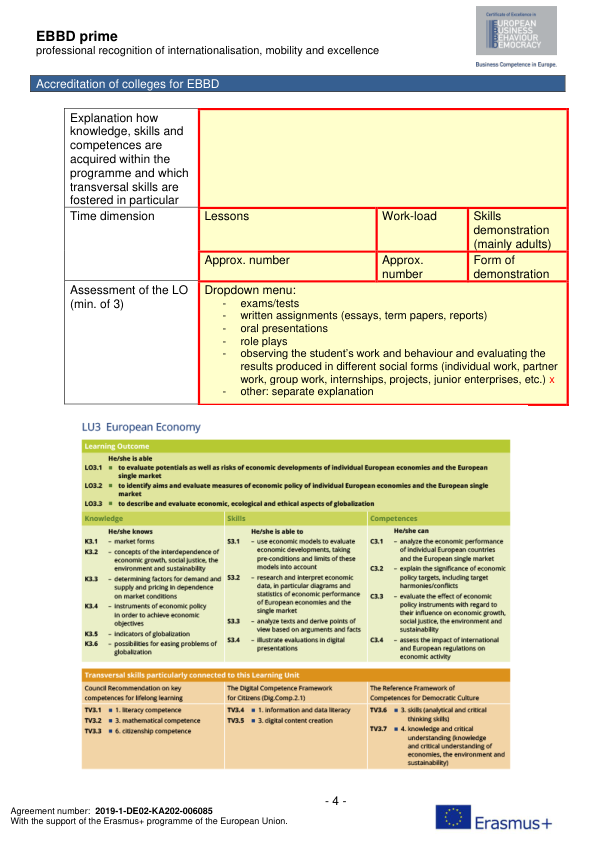 Certificate of Excellence in
EUROPEAN
BUSINESS
BEHAVIOUR
DEMOCRACY
Business Competence in Europe.
EBBD prime
professional recognition of internationalisation, mobility and excellence
Accreditation of colleges for EBBD
Explanation how
knowledge, skills and
competences are
acquired within the
programme and which
transversal skills are
fostered in particular
Time dimension
Lessons
Work-load
Skills
demonstration
(mainly adults)
Approx. number
Approx.
number
Form of
demonstration
Assessment of the LO
(min. of 3)
Dropdown menu:
- exams/tests
- written assignments (essays, term papers, reports)
- oral presentations
- role plays
- observing the student's work and behaviour and evaluating the
results produced in different social forms (individual work, partner
work, group work, internships, projects, junior enterprises, etc.) x
- other: separate explanation
LU3 European Economy
Learning Outcome
He/she is able
LO3.1 ■ to evaluate potentials as well as risks of economic developments of individual European economies and the European
single market
LO3.2 ■ to identify aims and evaluate measures of economic policy of individual European economies and the European single
market
LO3.3 ■ to describe and evaluate economic, ecological and ethical aspects of globalization
Knowledge
He/she knows
K3.1 – market forms
K3.2 – concepts of the interdependence of
economic growth, social justice, the
environment and sustainability
K3.3 – determining factors for demand and
supply and pricing in dependence
on market conditions
K3.4 – instruments of economic policy
in order to achieve economic
objectives
K3.5 – indicators of globalization
K3.6 – possibilities for easing problems of
globalization
Skills
He/she is able to
S3.1 – use economic models to evaluate
economic developments, taking
pre-conditions and limits of these
models into account
S3.2 – research and interpret economic
data, in particular diagrams and
statistics of economic performance
of European economies and the
single market
S3.3 – analyze texts and derive points of
view based on arguments and facts
S3.4 – illustrate evaluations in digital
presentations
Competences
He/she can
C3.1 – analyze the economic performance
of individual European countries
and the European single market
C3.2 – explain the significance of economic
policy targets, including target
harmonies/conflicts
C3.3 – evaluate the effect of economic
policy instruments with regard to
their influence on economic growth,
social justice, the environment and
sustainability
C3.4 – assess the impact of international
and European regulations on
economic activity
Transversal skills particularly connected to this Learning Unit
Council Recommendation on key
competences for lifelong learning
TV3.1 ■ 1. literacy competence
TV3.2 ■ 3. mathematical competence
TV3.3 ■ 6. citizenship competence
The Digital Competence Framework
for Citizens (Dig.Comp.2.1)
TV3.4 ■ 1. information and data literacy
TV3.5 ■ 3. digital content creation
The Reference Framework of
Competences for Democratic Culture
TV3.6 ■ 3. skills (analytical and critical
thinking skills)
TV3.7 ■ 4. knowledge and critical
understanding (knowledge
and critical understanding of
economies, the environment and
sustainability)
- 4 -
Agreement number: 2019-1-DE02-KA202-006085
With the support of the Erasmus+ programme of the European Union.
Erasmus+